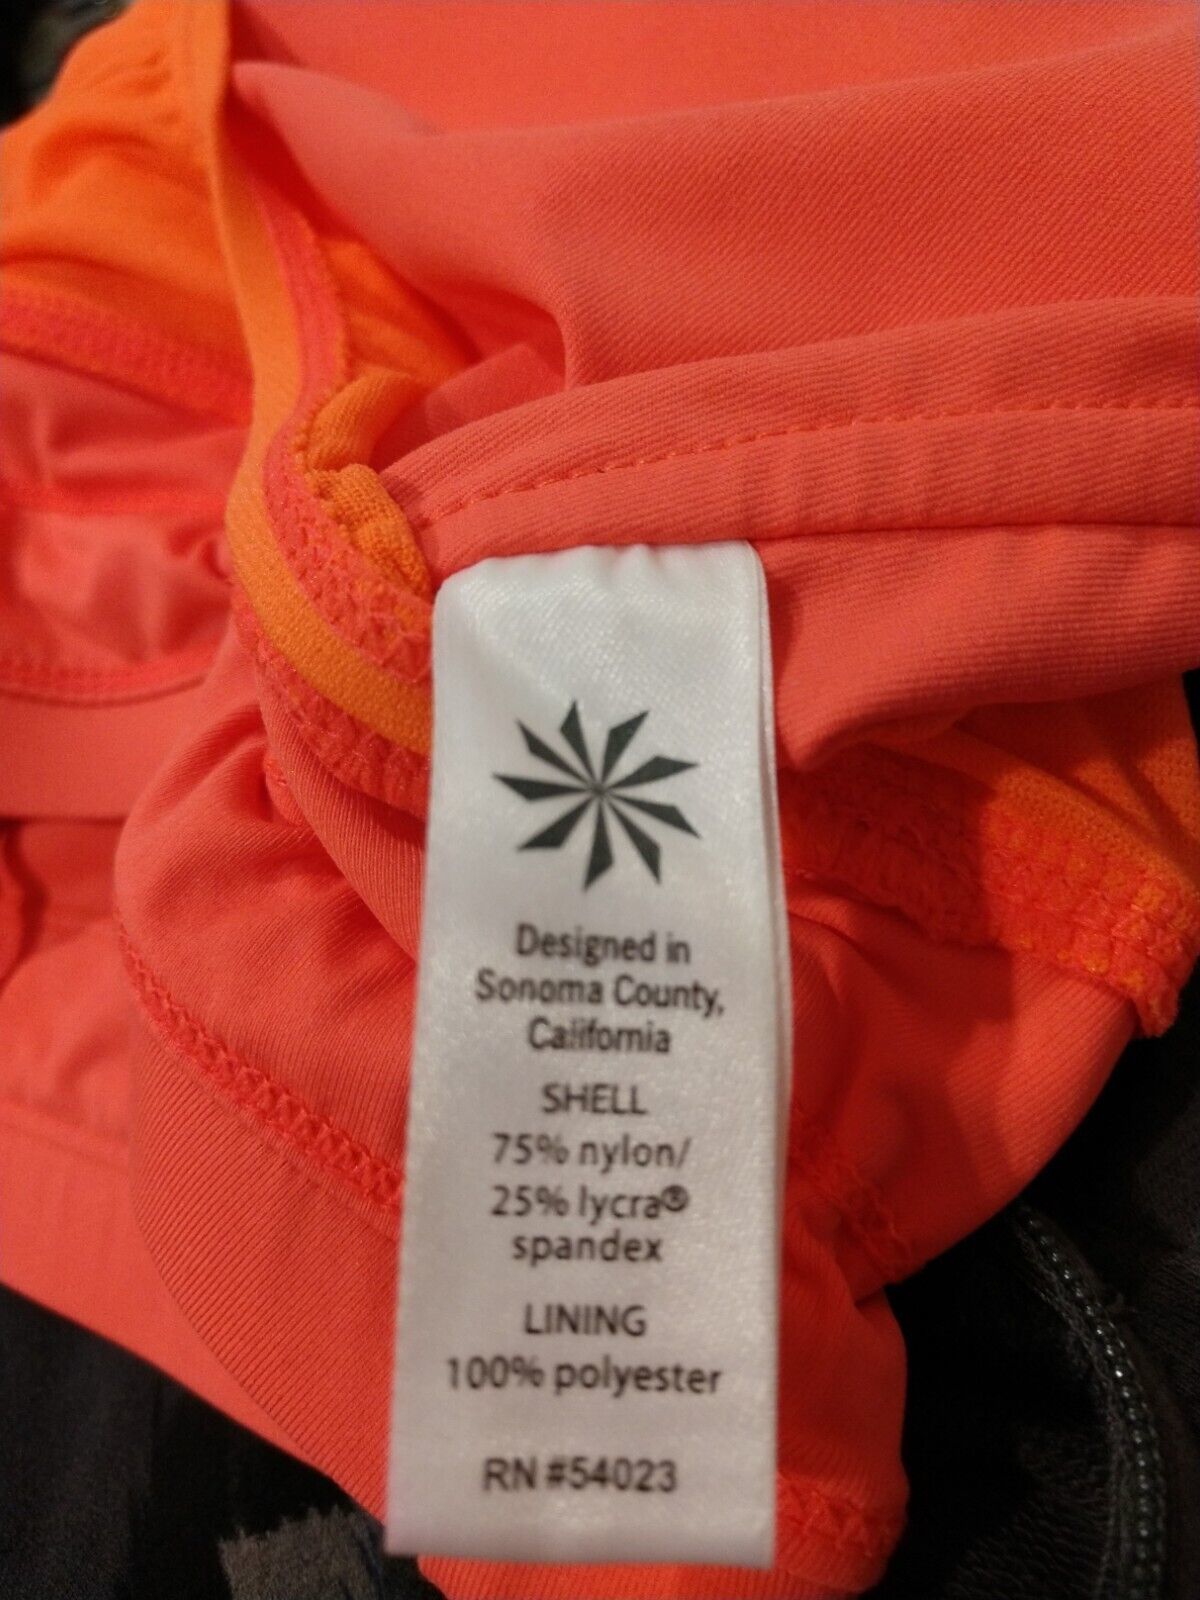 Designed in
Sonoma County,
California
SHELL
75% nylon/
25% lycra®
spandex
LINING
100% polyester
RN #54023